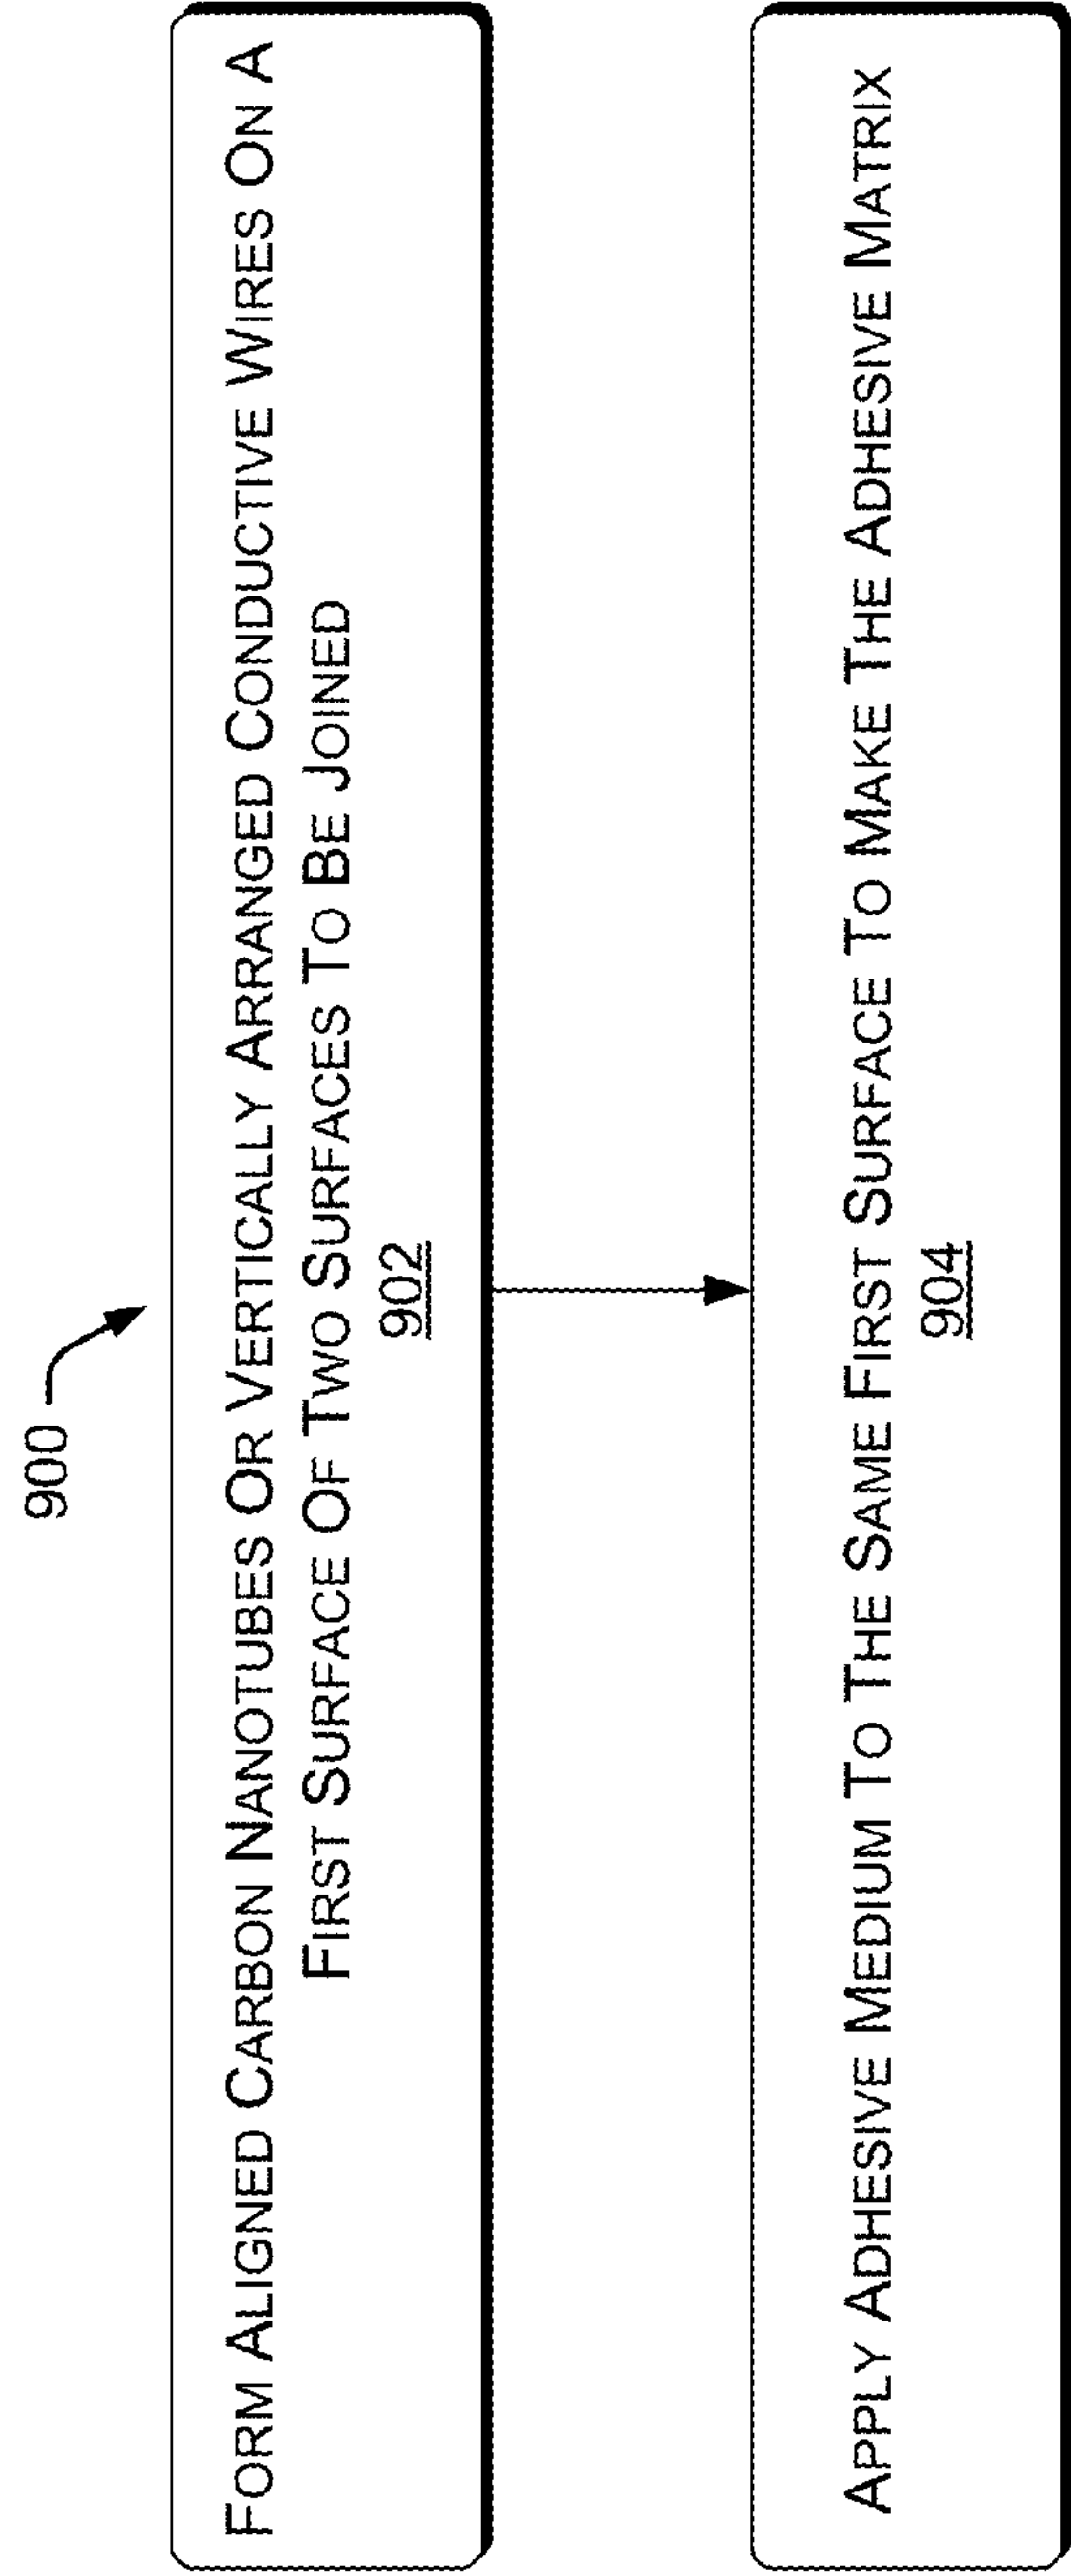 900
FORM ALIGNED CARBON NANOTUBES OR VERTICALLY ARRANGED CONDUCTIVE WIRES ON A
FIRST SURFACE OF TWO SURFACES TO BE JOINED
902
APPLY ADHESIVE MEDIUM TO THE SAME FIRST SURFACE TO MAKE THE ADHESIVE MATRIX
904